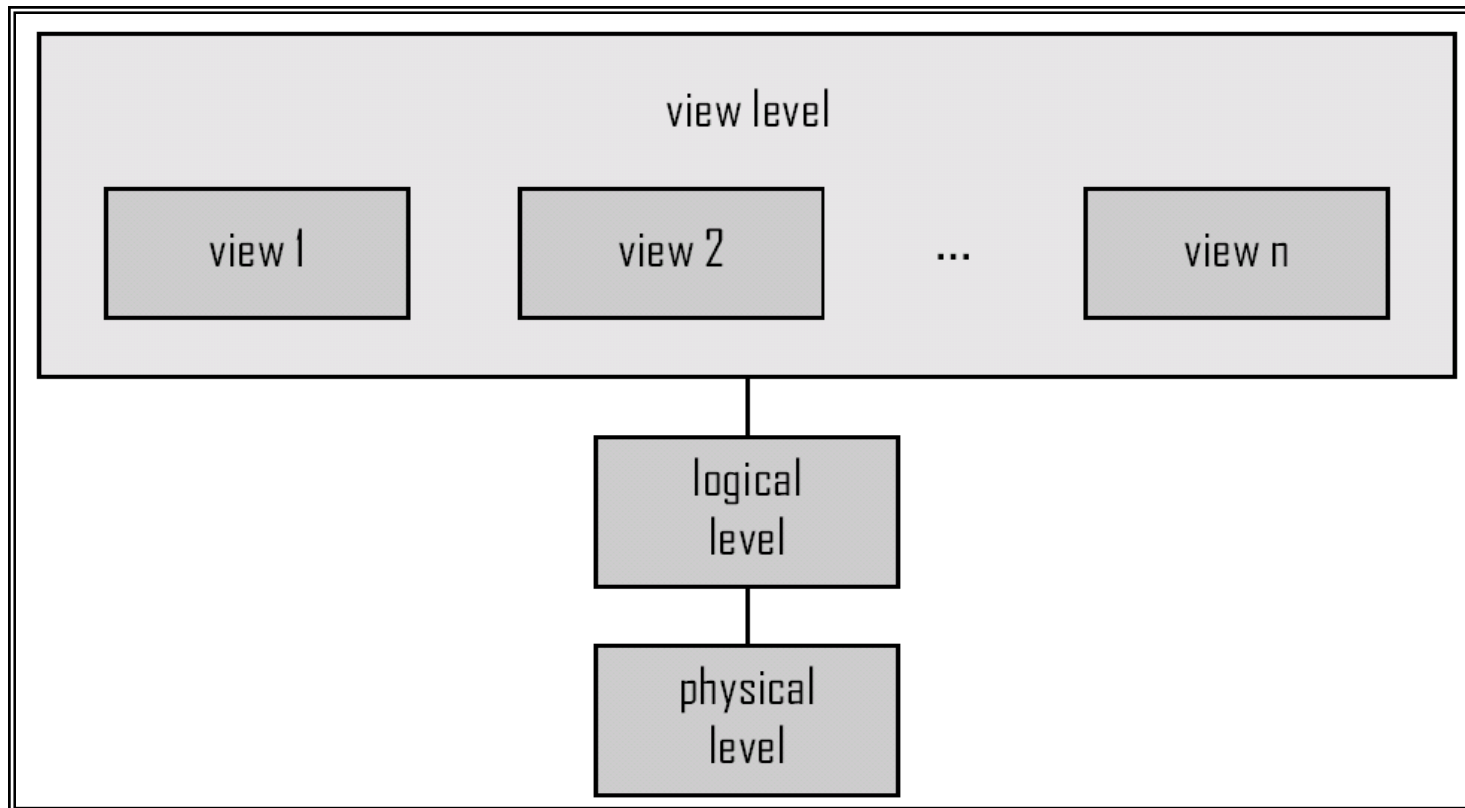 view level
view 1
view 2
...
view n
logical
level
physical
level